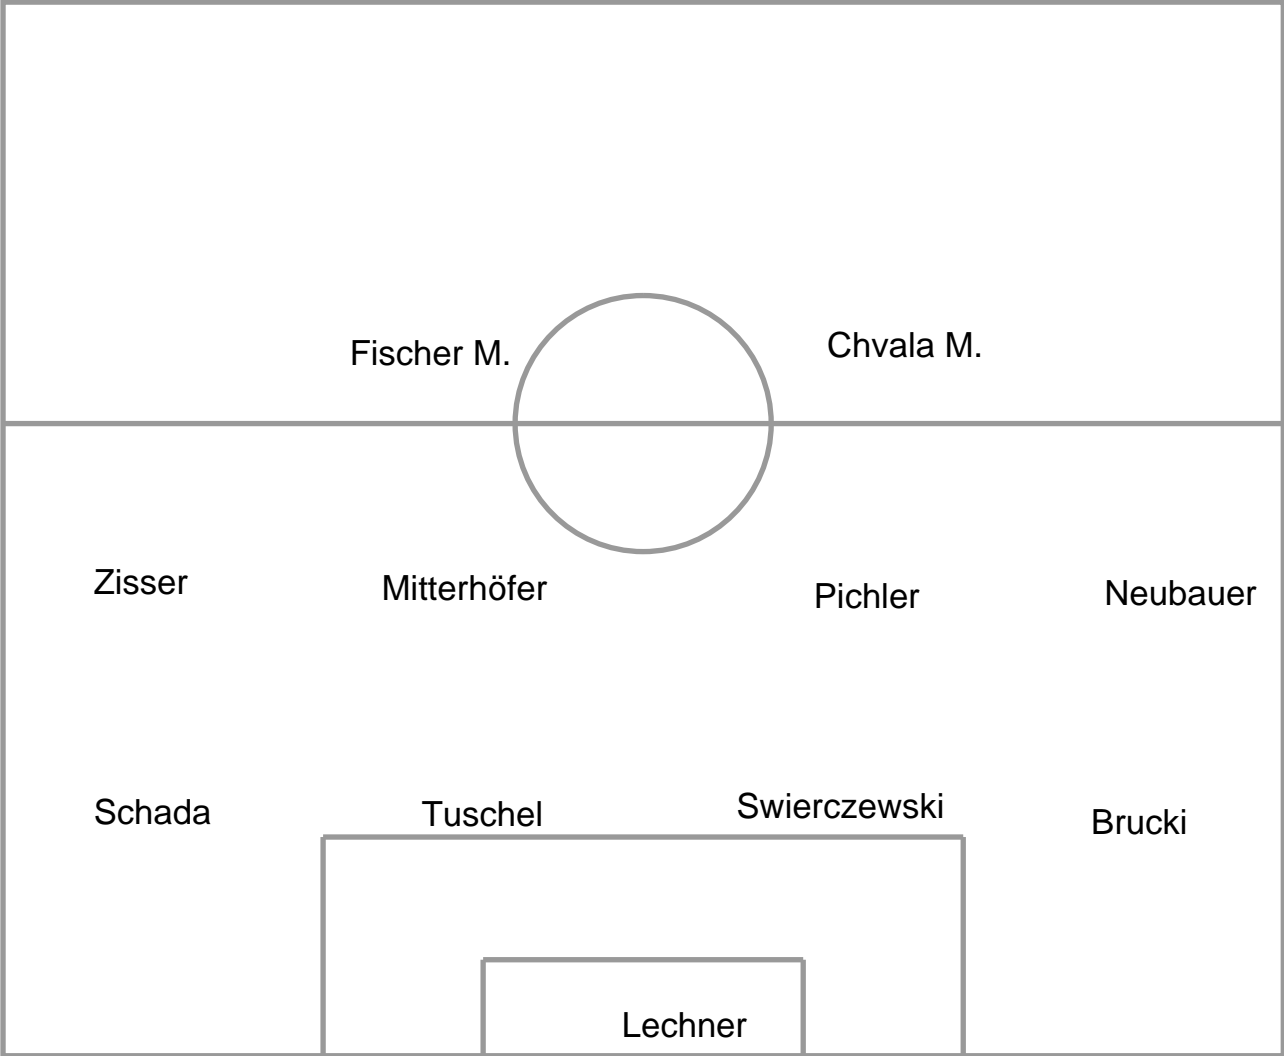 Fischer M.
Chvala M.
Zisser
Mitterhöfer
Pichler
Neubauer
Schada
Tuschel
Swierczewski
Brucki
Lechner